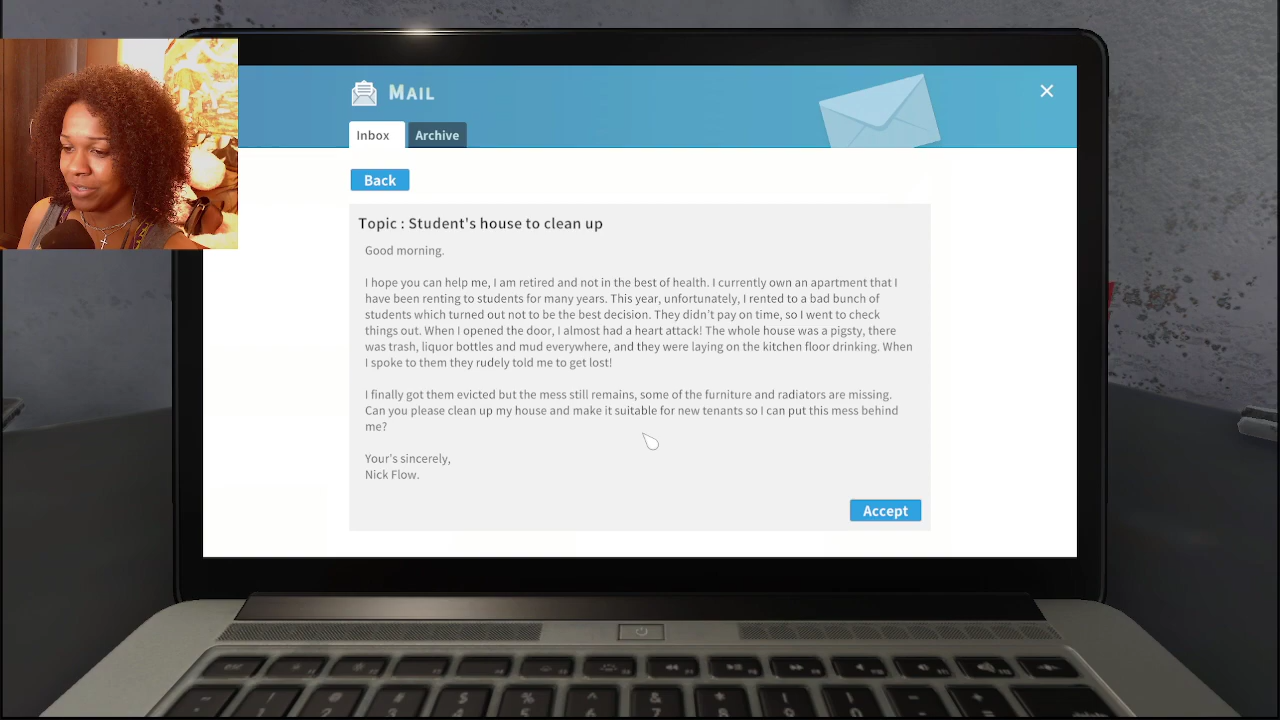 MAIL
Inbox
Archive
Back
Topic : Student's house to clean up
Good morning.
I hope you can help me, I am retired and not in the best of health. I currently own an apartment that I
have been renting to students for many years. This year, unfortunately, I rented to a bad bunch of
students which turned out not to be the best decision. They didn't pay on time, so I went to check
things out. When I opened the door, I almost had a heart attack! The whole house was a pigsty, there
was trash, liquor bottles and mud everywhere, and they were laying on the kitchen floor drinking. When
I spoke to them they rudely told me to get lost!
I finally got them evicted but the mess still remains, some of the furniture and radiators are missing.
Can you please clean up my house and make it suitable for new tenants so I can put this mess behind
me?
Your's sincerely,
Nick Flow.
Accept